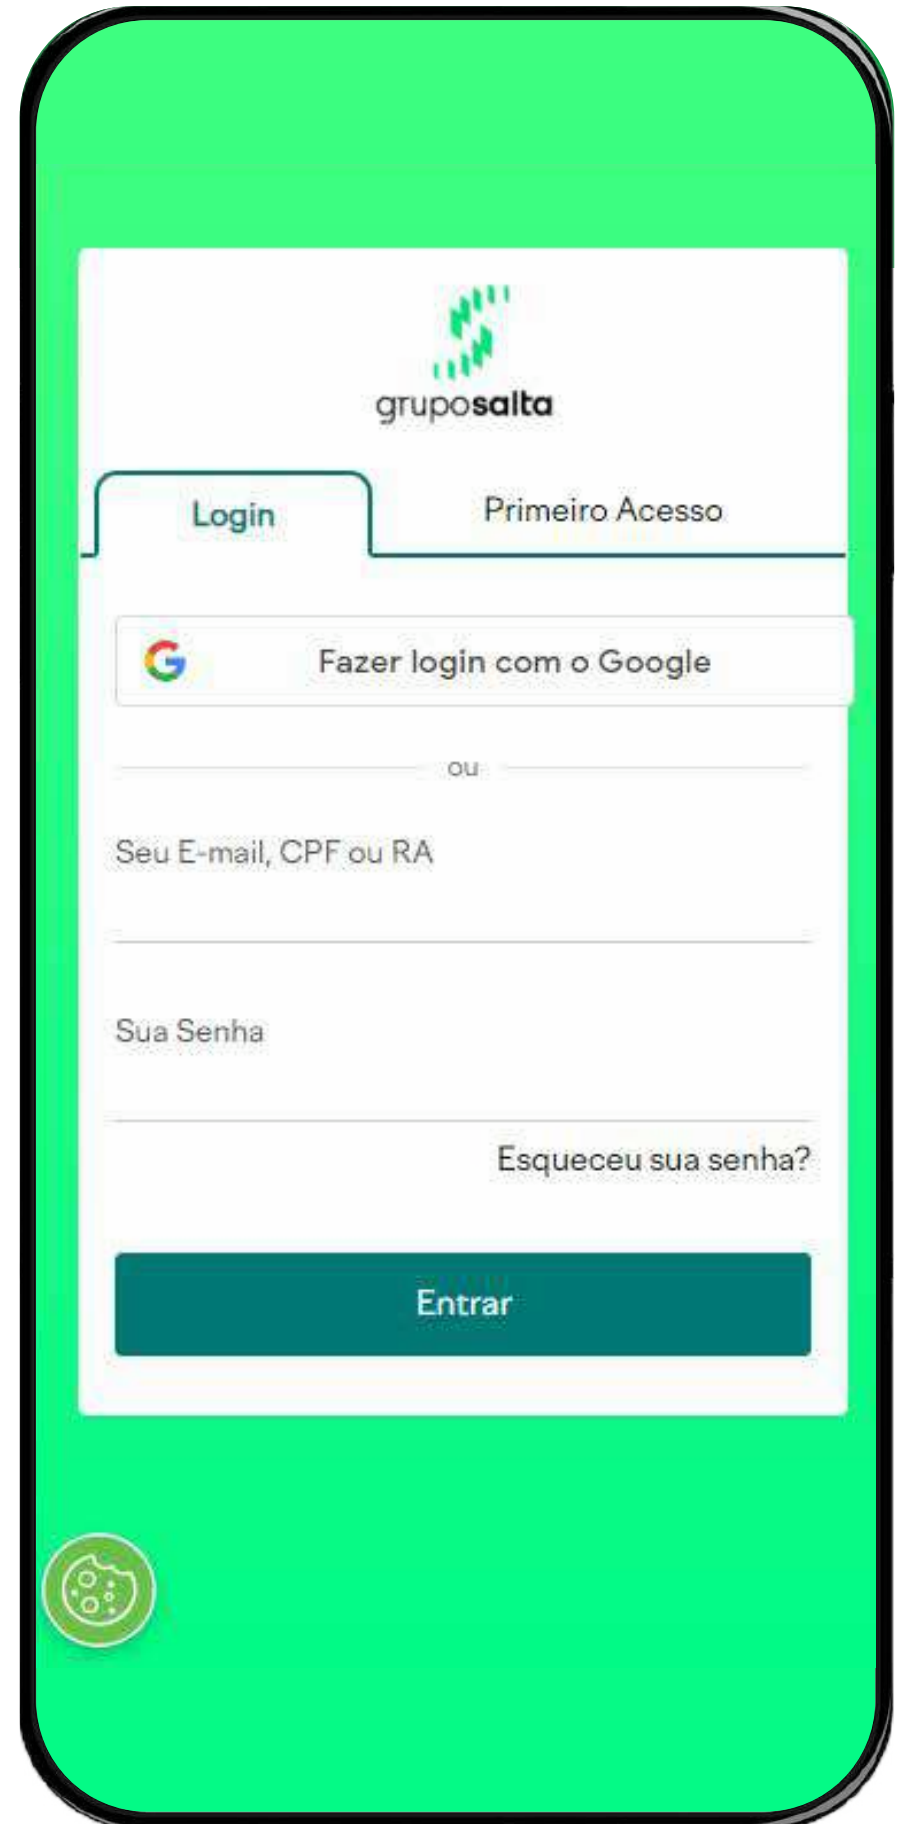 gruposalta
Login
Primeiro Acesso
Fazer login com o Google
ou
Seu E-mail, CPF ou RA
Sua Senha
Esqueceu sua senha?
Entrar